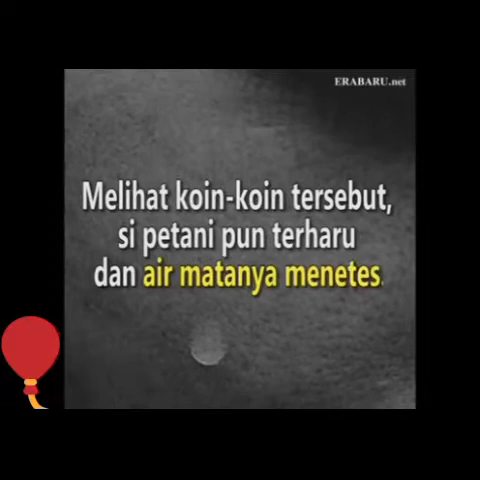 ERABARU.net
Melihat koin-koin tersebut,
si petani pun terharu
dan air matanya menetes.